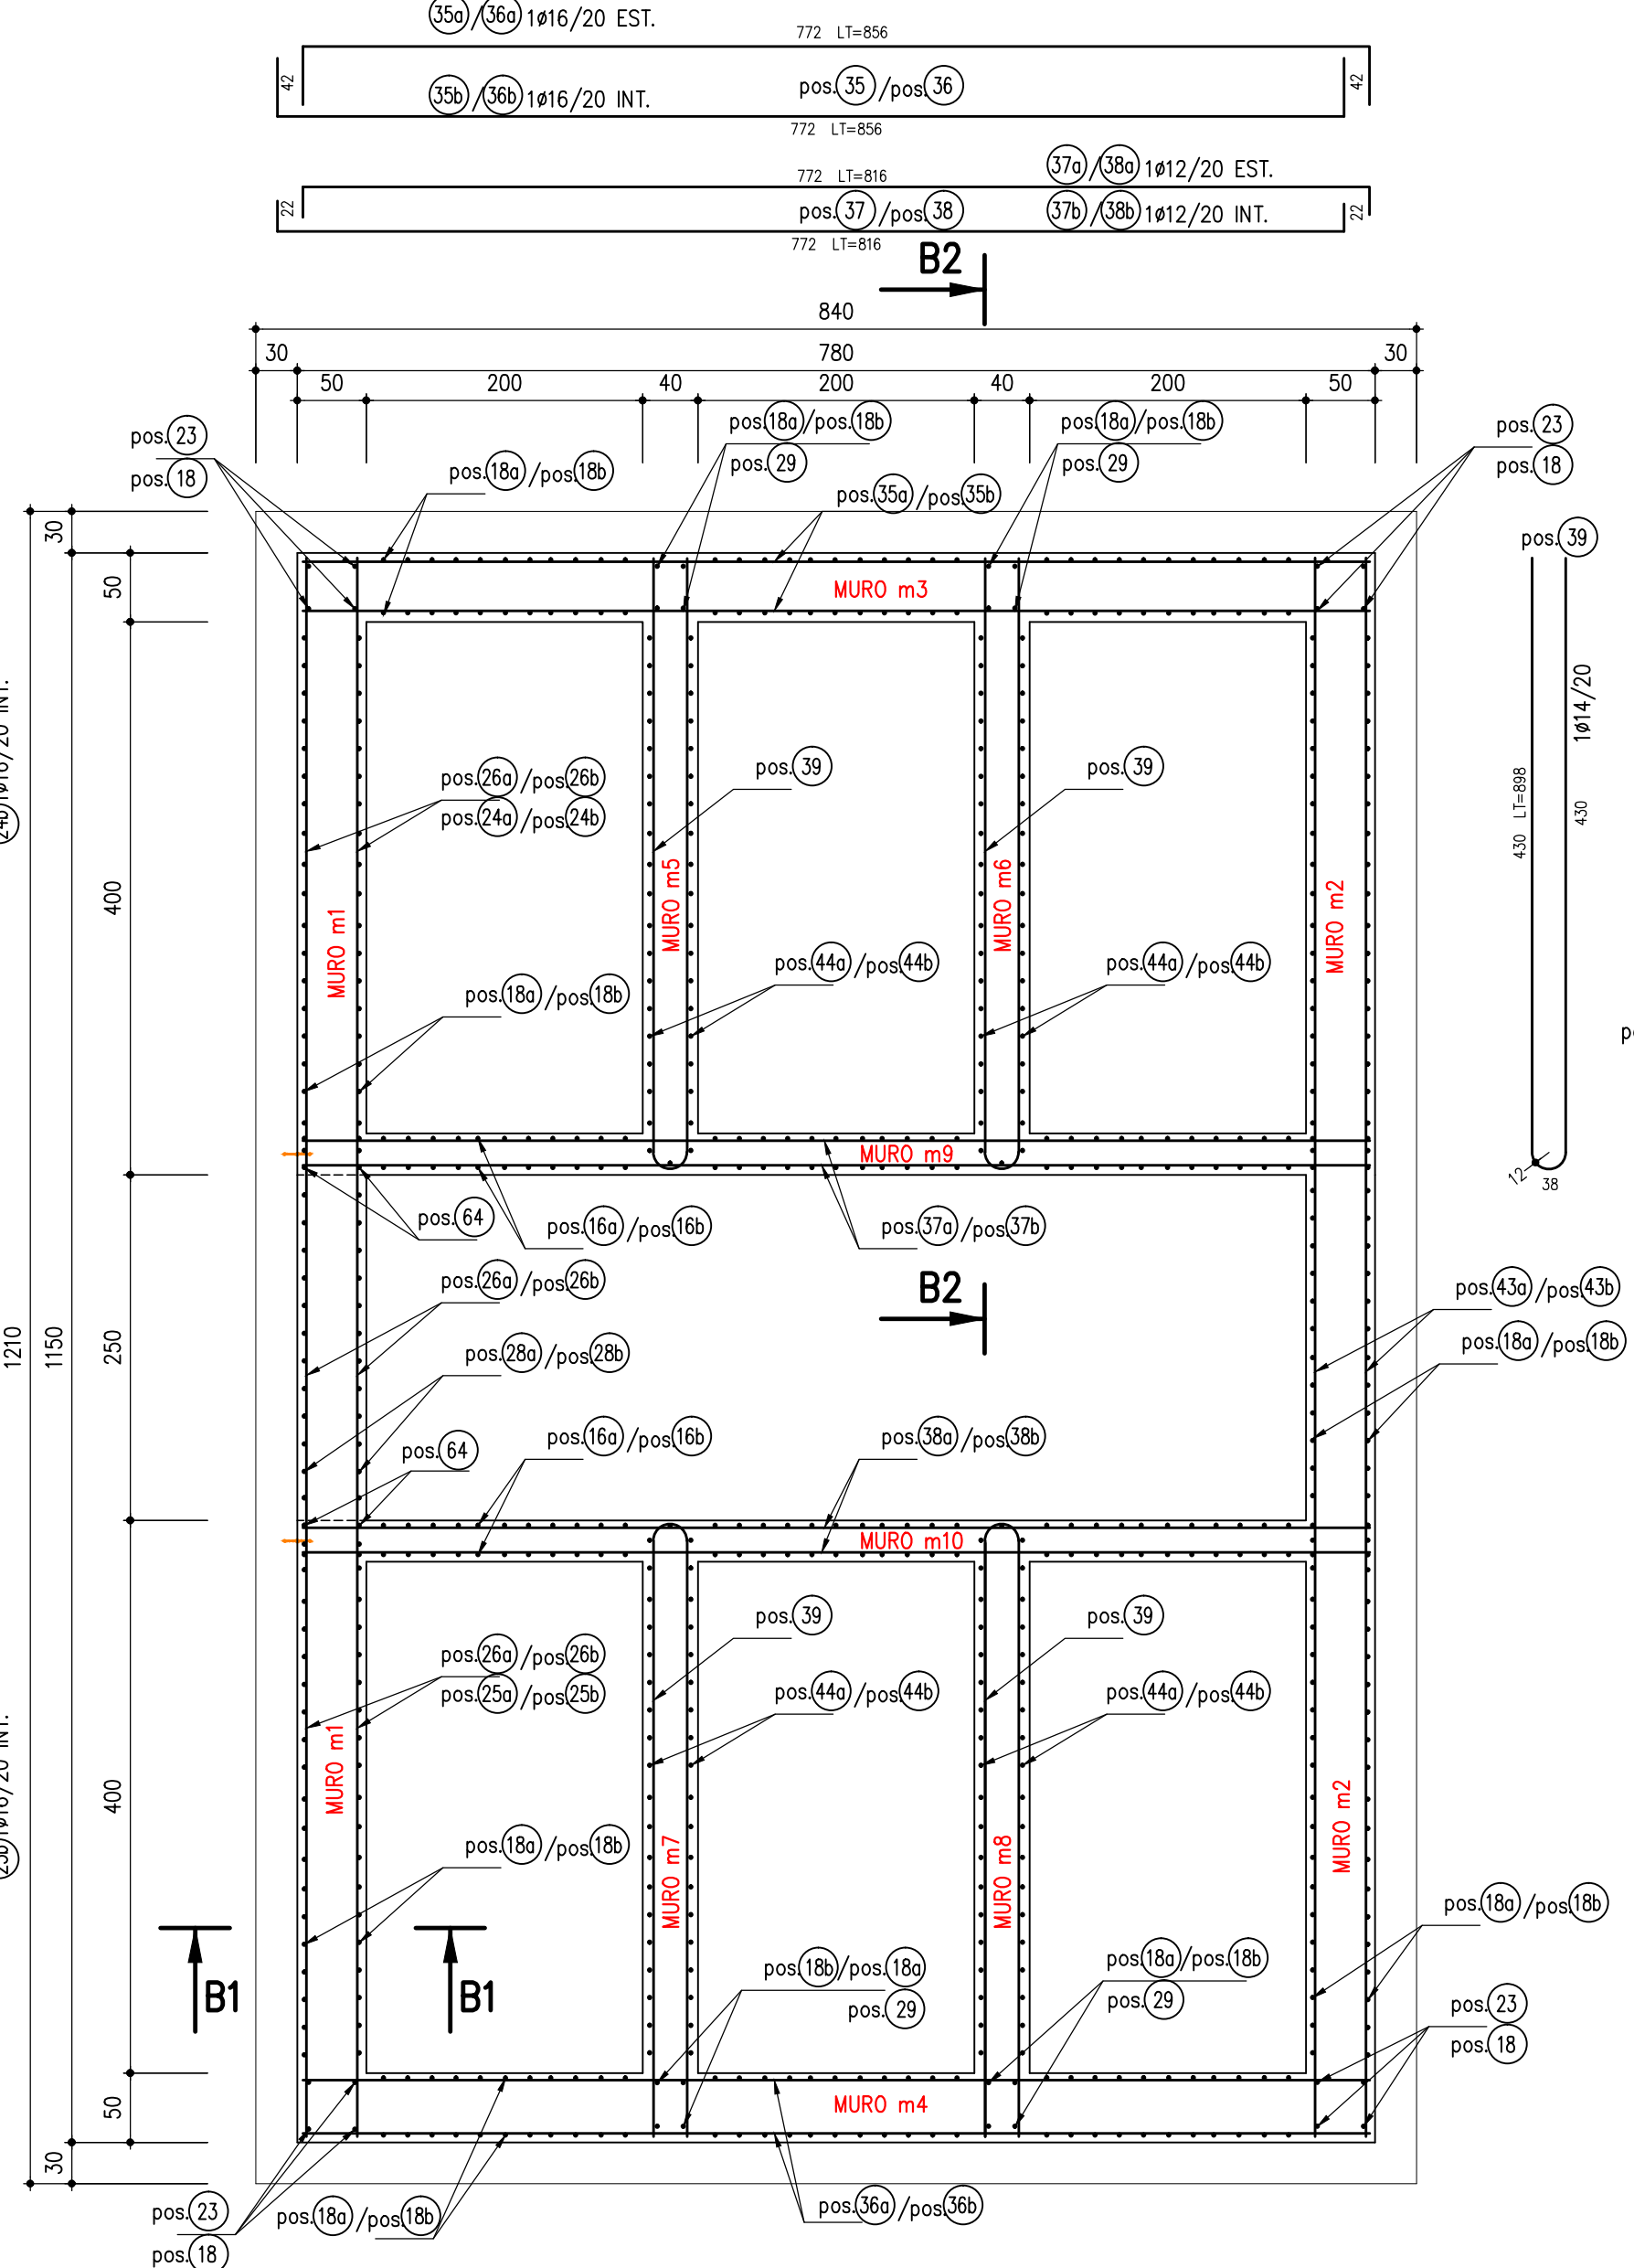 35a / 36a 1ø16/20 EST.
772 LT=856
42
42
35b / 36b 1ø16/20 INT.
pos. 35 / pos. 36
772 LT=856
772 LT=816
37a / 38a 1ø12/20 EST.
22
22
pos. 37 / pos. 38
37b / 38b 1ø12/20 INT.
772 LT=816
B2
840
30
780
30
50
200
40
200
40
200
50
pos. 23
pos. 18
pos. 18a / pos. 18b
pos. 18a / pos. 18b
pos. 29
pos. 35a / pos. 35b
pos. 18a / pos. 18b
pos. 29
pos. 23
pos. 18
30
50
MURO m3
pos. 39
1ø14/20
430 LT=898
430
12
38
24b 1ø16/20 INT.
400
pos. 26a / pos. 26b
pos. 24a / pos. 24b
pos. 39
pos. 39
MURO m1
MURO m5
MURO m6
MURO m2
pos. 44a / pos. 44b
pos. 44a / pos. 44b
pos. 18a / pos. 18b
MURO m9
pos. 64
pos. 16a / pos. 16b
pos. 37a / pos. 37b
pos. 26a / pos. 26b
B2
pos. 43a / pos. 43b
pos. 18a / pos. 18b
1210
1150
250
pos. 28a / pos. 28b
pos. 64
pos. 16a / pos. 16b
pos. 38a / pos. 38b
MURO m10
pos. 39
pos. 39
pos. 26a / pos. 26b
pos. 25a / pos. 25b
pos. 44a / pos. 44b
pos. 44a / pos. 44b
25b 1ø16/20 INT.
400
MURO m1
MURO m7
MURO m8
MURO m2
pos. 18a / pos. 18b
pos. 18a / pos. 18b
B1
B1
pos. 18b / pos. 18a
pos. 29
pos. 18a / pos. 18b
pos. 29
pos. 23
pos. 18
50
MURO m4
30
pos. 23
pos. 18
pos. 18a / pos. 18b
pos. 36a / pos. 36b